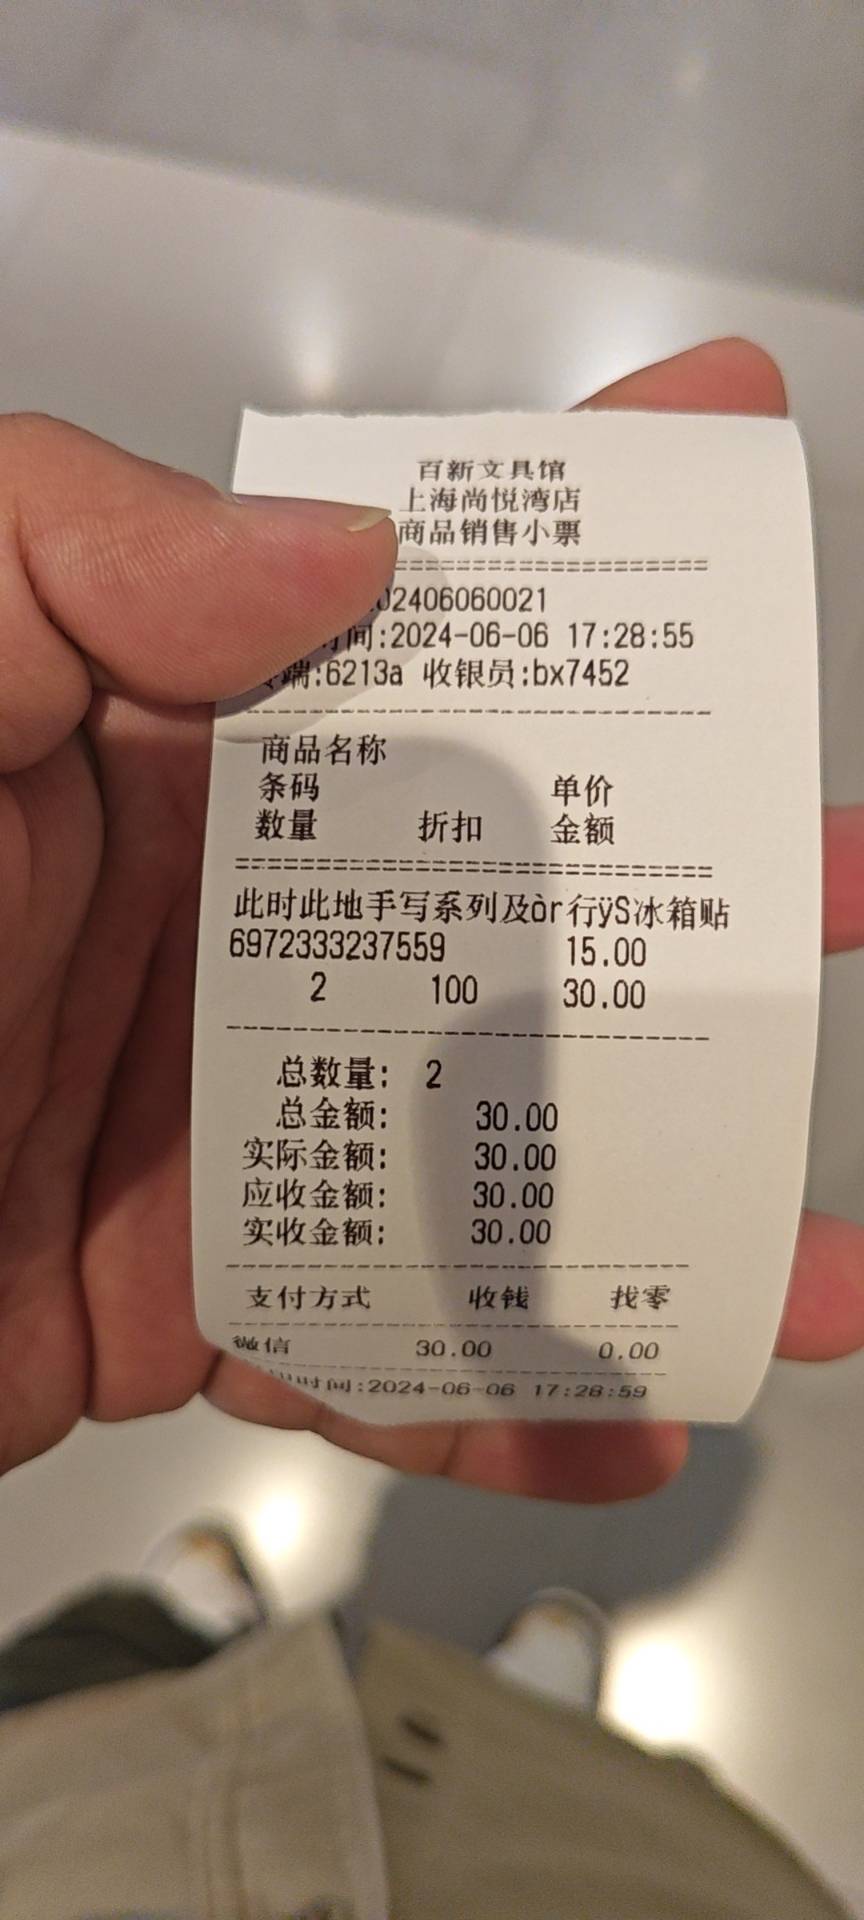 百新文具馆
上海尚悦湾店
商品销售小票
02406060021
间:2024-06-06 17:28:55
端:6213a 收银员:bx7452
商品名称
条码 单价
数量 折扣 金额
此时此地手写系列及òr行ÿS冰箱贴
6972333237559 15.00
2 100 30.00
总数量: 2
总金额: 30.00
实际金额: 30.00
应收金额: 30.00
实收金额: 30.00
支付方式 收钱 找零
微信 30.00 0.00
时间:2024-06-06 17:28:59